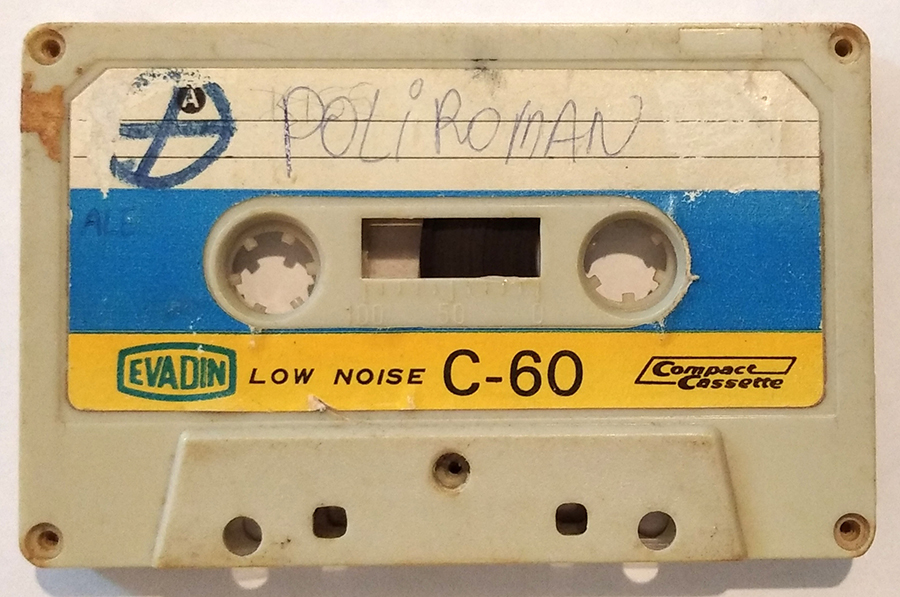 A POLiROMAN
ALE
100 50 0
EVADIN LOW NOISE C-60 Compact Cassette